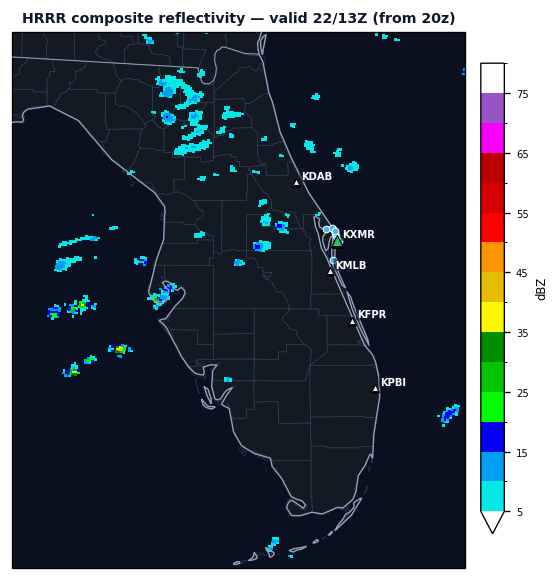 HRRR composite reflectivity — valid 22/13Z (from 20z)
KDAB
KXMR
KMLB
KFPR
KPBI
75
65
55
45
35
25
15
5
dBZ